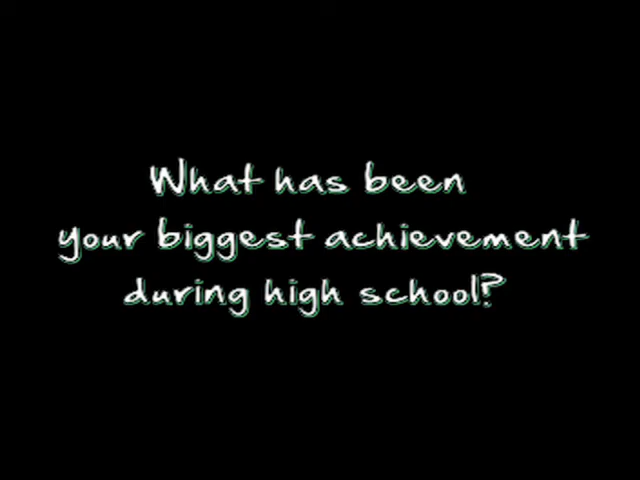 What has been
your biggest achievement
during high school?